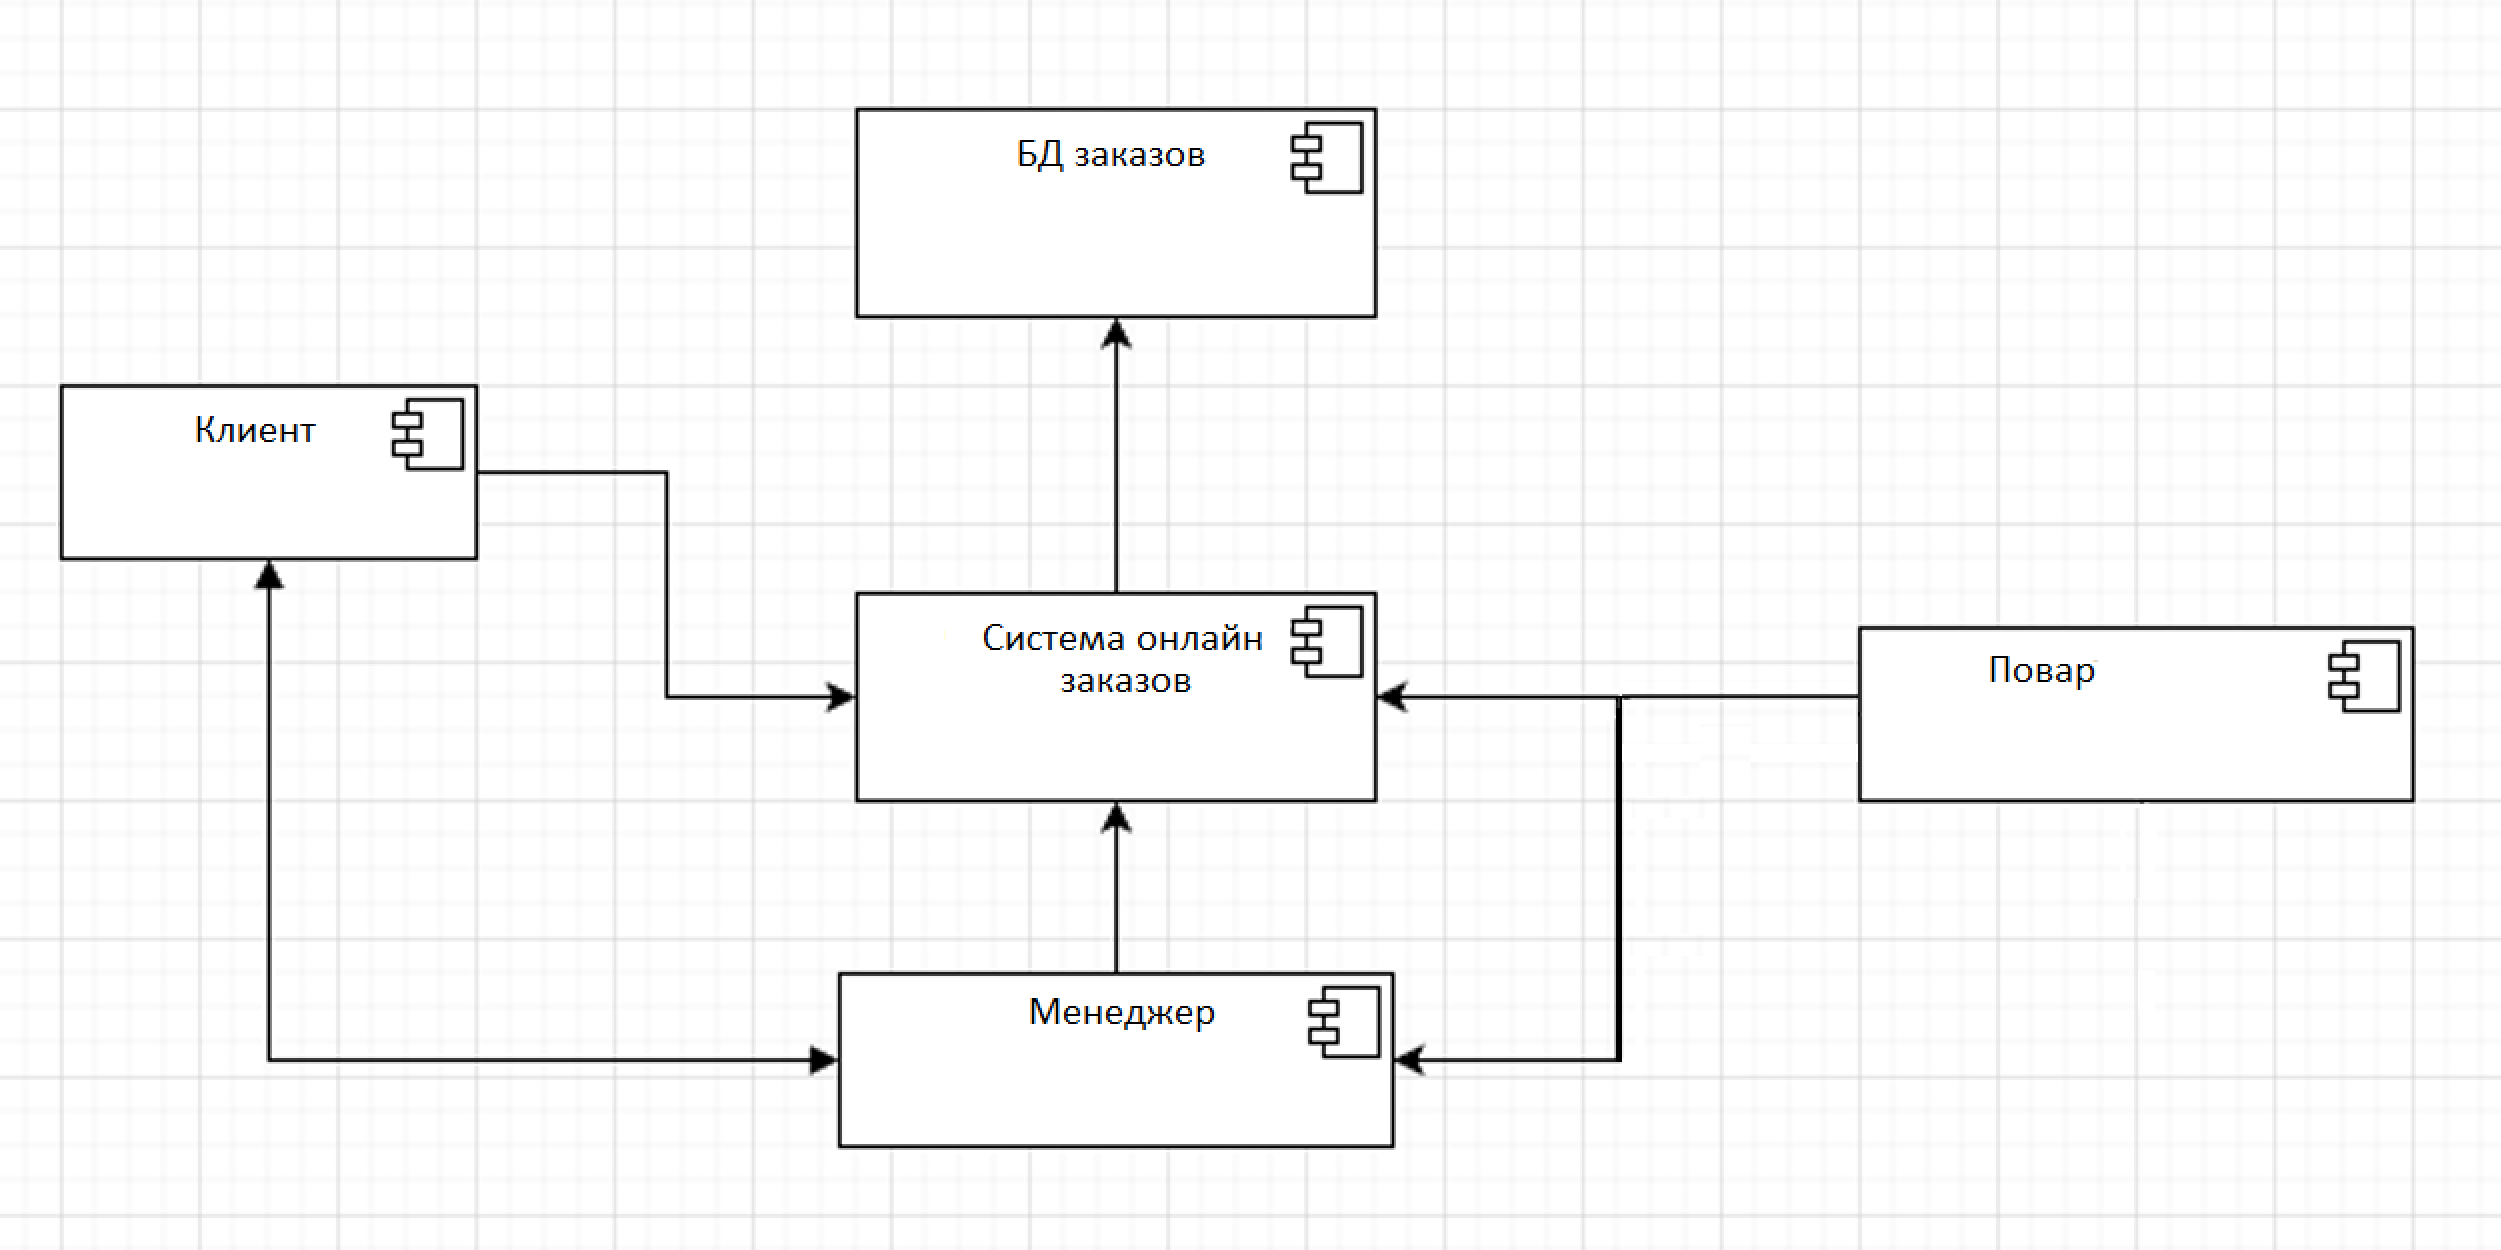 БД заказов
Клиент
Система онлайн
заказов
Повар
Менеджер